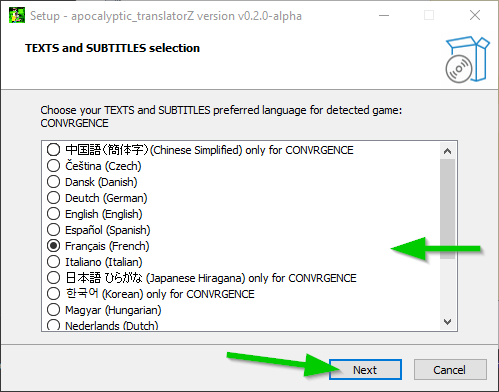 Setup - apocalyptic_translatorZ version v0.2.0-alpha
TEXTS and SUBTITLES selection
Choose your TEXTS and SUBTITLES preferred language for detected game:
CONVRGENCE
中国語（簡体字）(Chinese Simplified) only for CONVRGENCE
Čeština (Czech)
Dansk (Danish)
Deutch (German)
English (English)
Español (Spanish)
Français (French)
Italiano (Italian)
日本語 ひらがな (Japanese Hiragana) only for CONVRGENCE
한국어 (Korean) only for CONVRGENCE
Magyar (Hungarian)
Nederlands (Dutch)
Next
Cancel